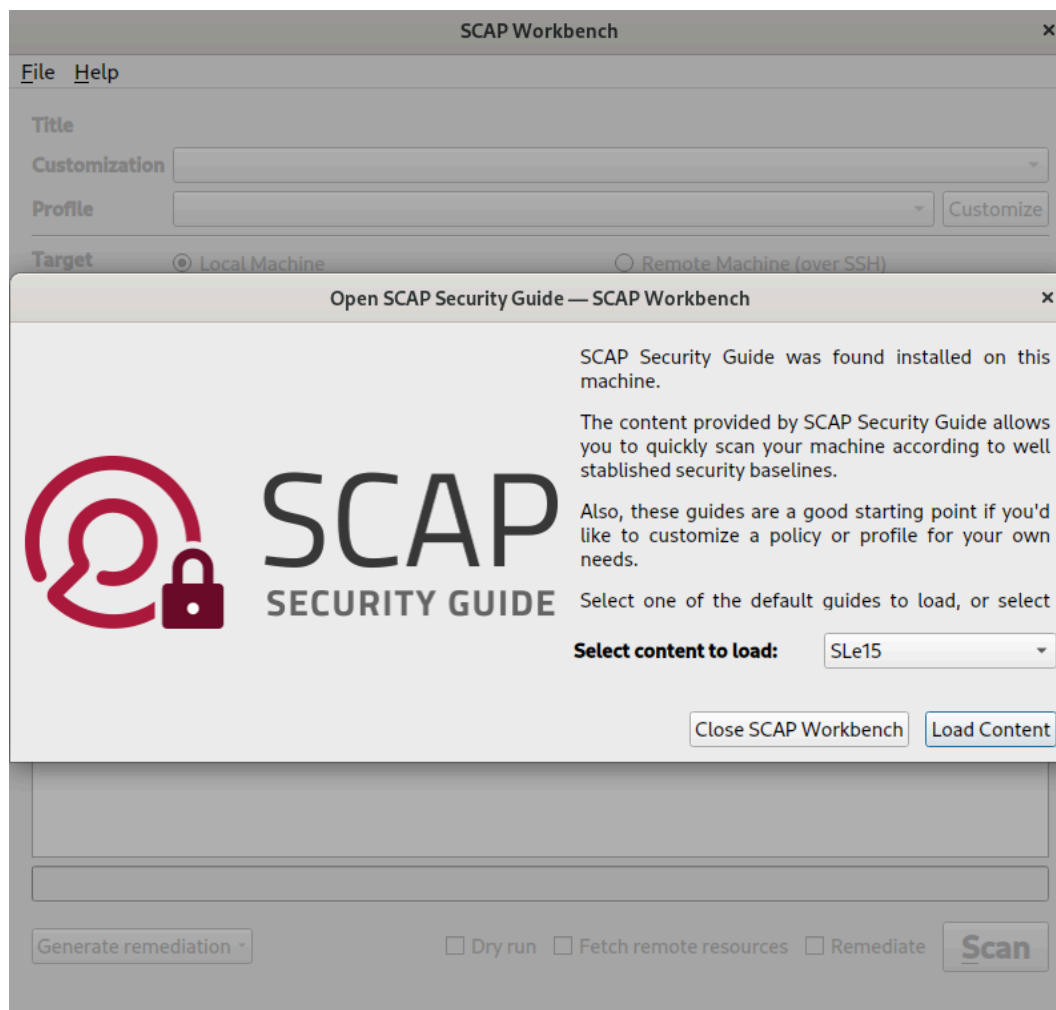 SCAP Workbench
File Help
Title
Customization
Profile
Customize
Target
Local Machine
Remote Machine (over SSH)
Open SCAP Security Guide — SCAP Workbench
SCAP
SECURITY GUIDE
SCAP Security Guide was found installed on this
machine.
The content provided by SCAP Security Guide allows
you to quickly scan your machine according to well
stablished security baselines.
Also, these guides are a good starting point if you'd
like to customize a policy or profile for your own
needs.
Select one of the default guides to load, or select
Select content to load:
SLe15
Close SCAP Workbench
Load Content
Generate remediation
Dry run
Fetch remote resources
Remediate
Scan